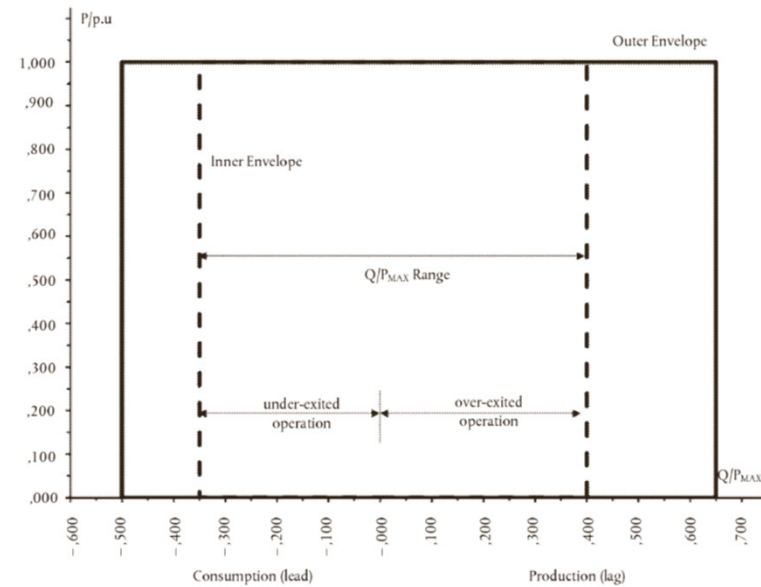 P/p.u
Outer Envelope
1,000
,900
,800
Inner Envelope
,700
,600
,500
Q/PMAX Range
,400
,300
,200
under-exited
operation
over-exited
operation
,100
Q/PMAX
,000
-,600
-,500
-,400
-,300
-,200
-,100
-,000
,100
,200
,300
,400
,500
,600
,700
Consumption (lead)
Production (lag)